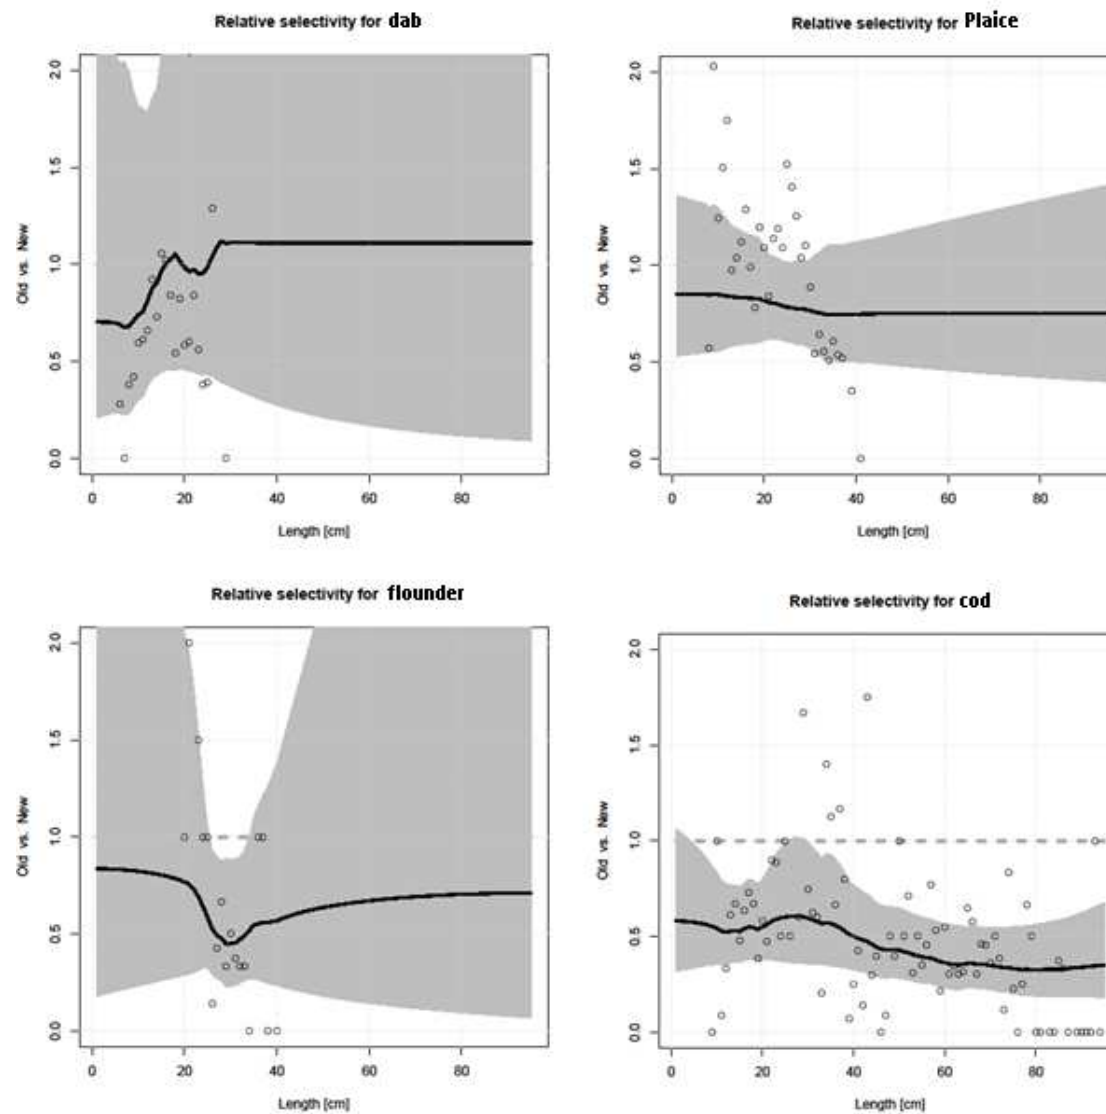 Relative selectivity for dab
2.0
1.5
1.0
0.5
0.0
Old vs. New
0 20 40 60 80
Length [cm]
Relative selectivity for Plaice
2.0
1.5
1.0
0.5
0.0
Old vs. New
0 20 40 60 80
Length [cm]
Relative selectivity for flounder
2.0
1.5
1.0
0.5
0.0
Old vs. New
0 20 40 60 80
Length [cm]
Relative selectivity for cod
2.0
1.5
1.0
0.5
0.0
Old vs. New
0 20 40 60 80
Length [cm]